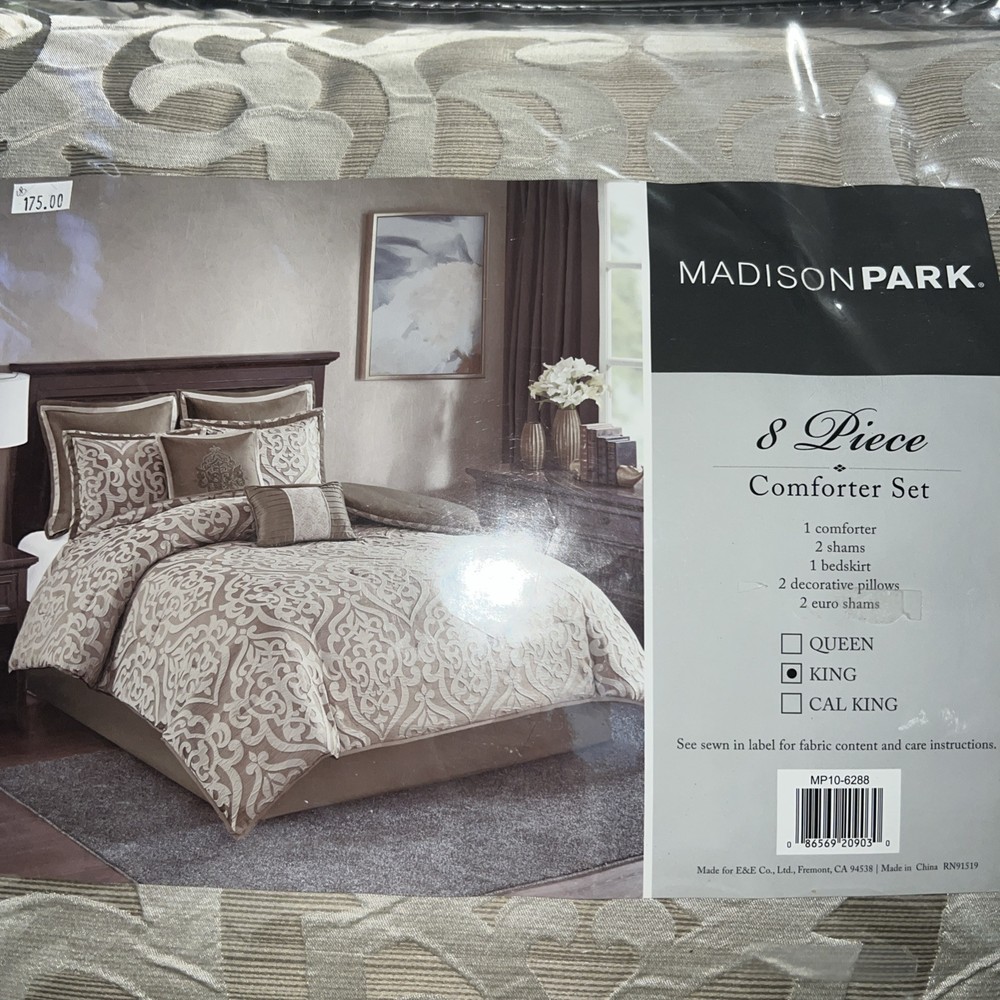 175.00
MADISONPARK®
8 Piece
Comforter Set
1 comforter
2 shams
1 bedskirt
2 decorative pillows
2 euro shams
QUEEN
KING
CAL KING
See sewn in label for fabric content and care instructions.
MP10-6288
0 86569 20903 0
Made for E&E Co., Ltd., Fremont, CA 94538 | Made in China RN91519